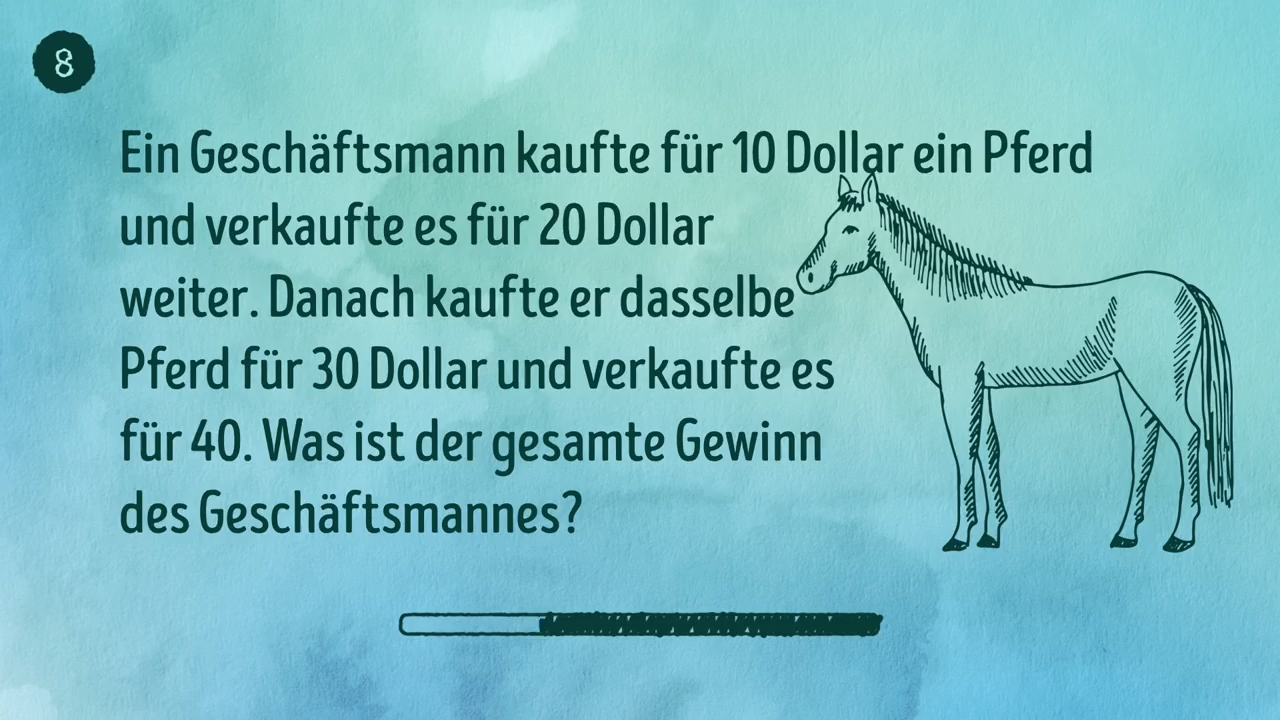 8
Ein Geschäftsmann kaufte für 10 Dollar ein Pferd
und verkaufte es für 20 Dollar
weiter. Danach kaufte er dasselbe
Pferd für 30 Dollar und verkaufte es
für 40. Was ist der gesamte Gewinn
des Geschäftsmannes?